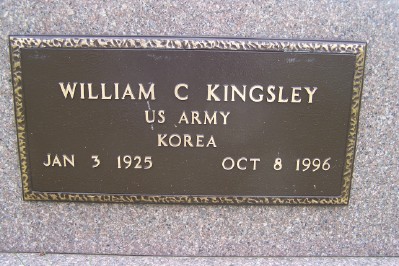 WILLIAM C KINGSLEY
US ARMY
KOREA
JAN 3 1925 OCT 8 1996